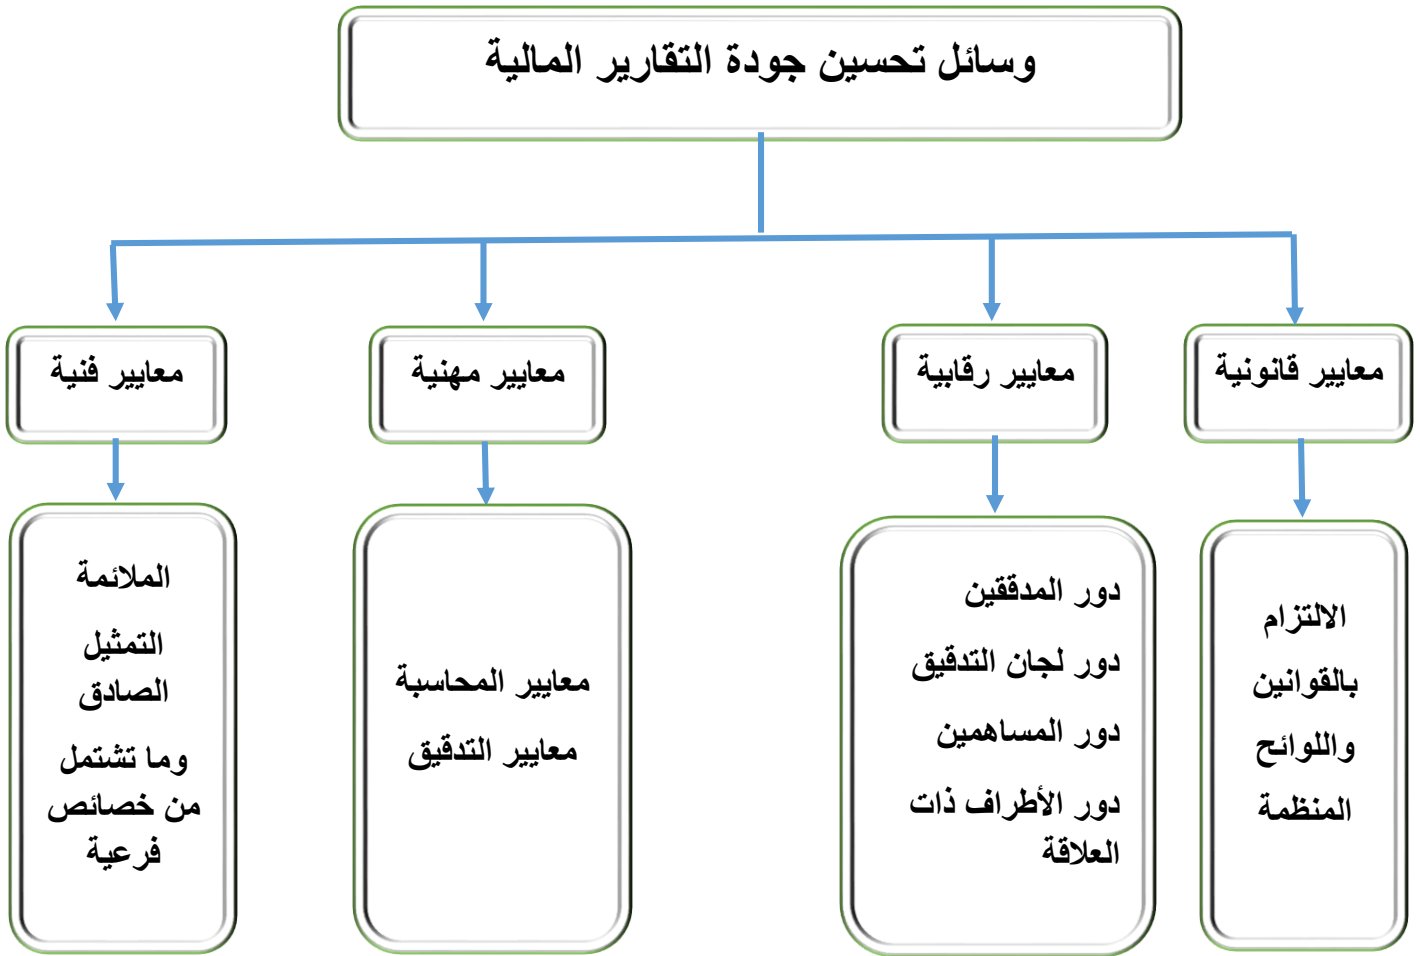 وسائل تحسين جودة التقارير المالية
معايير قانونية
معايير رقابية
معايير مهنية
معايير فنية
الالتزام
بالقوانين
واللوائح
المنظمة
دور المدققين
دور لجان التدقيق
دور المساهمين
دور الأطراف ذات
العلاقة
معايير المحاسبة
معايير التدقيق
الملائمة
التمثيل
الصادق
وما تشتمل
من خصائص
فرعية